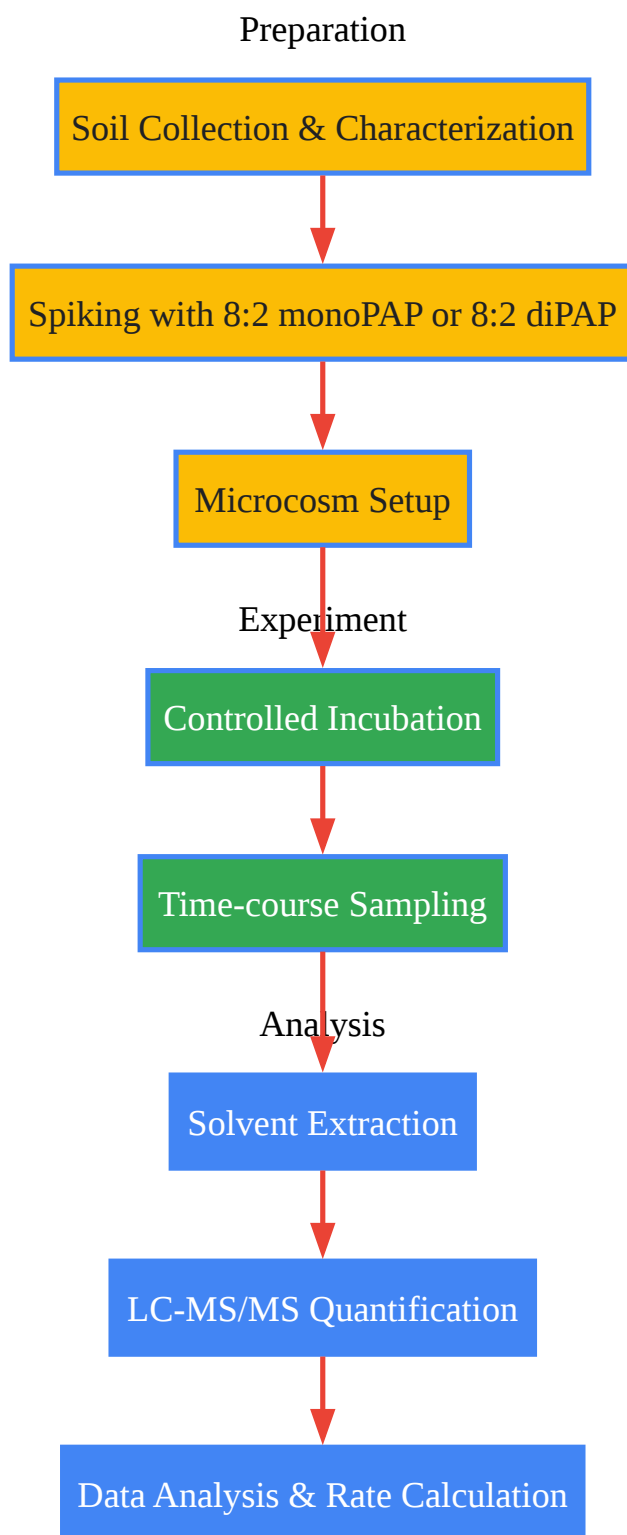 Preparation
Soil Collection & Characterization
Spiking with 8:2 monoPAP or 8:2 diPAP
Microcosm Setup
Experiment
Controlled Incubation
Time-course Sampling
Analysis
Solvent Extraction
LC-MS/MS Quantification
Data Analysis & Rate Calculation